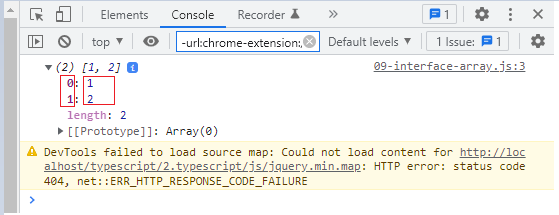 Elements Console Recorder 1
top -url:chrome-extension: Default levels 1 Issue: 1
(2) [1, 2] i 09-interface-array.js:3
0: 1
1: 2
length: 2
[[Prototype]]: Array(0)
DevTools failed to load source map: Could not load content for http://loc
alhost/typescript/2.typescript/js/jquery.min.map: HTTP error: status code
404, net::ERR_HTTP_RESPONSE_CODE_FAILURE